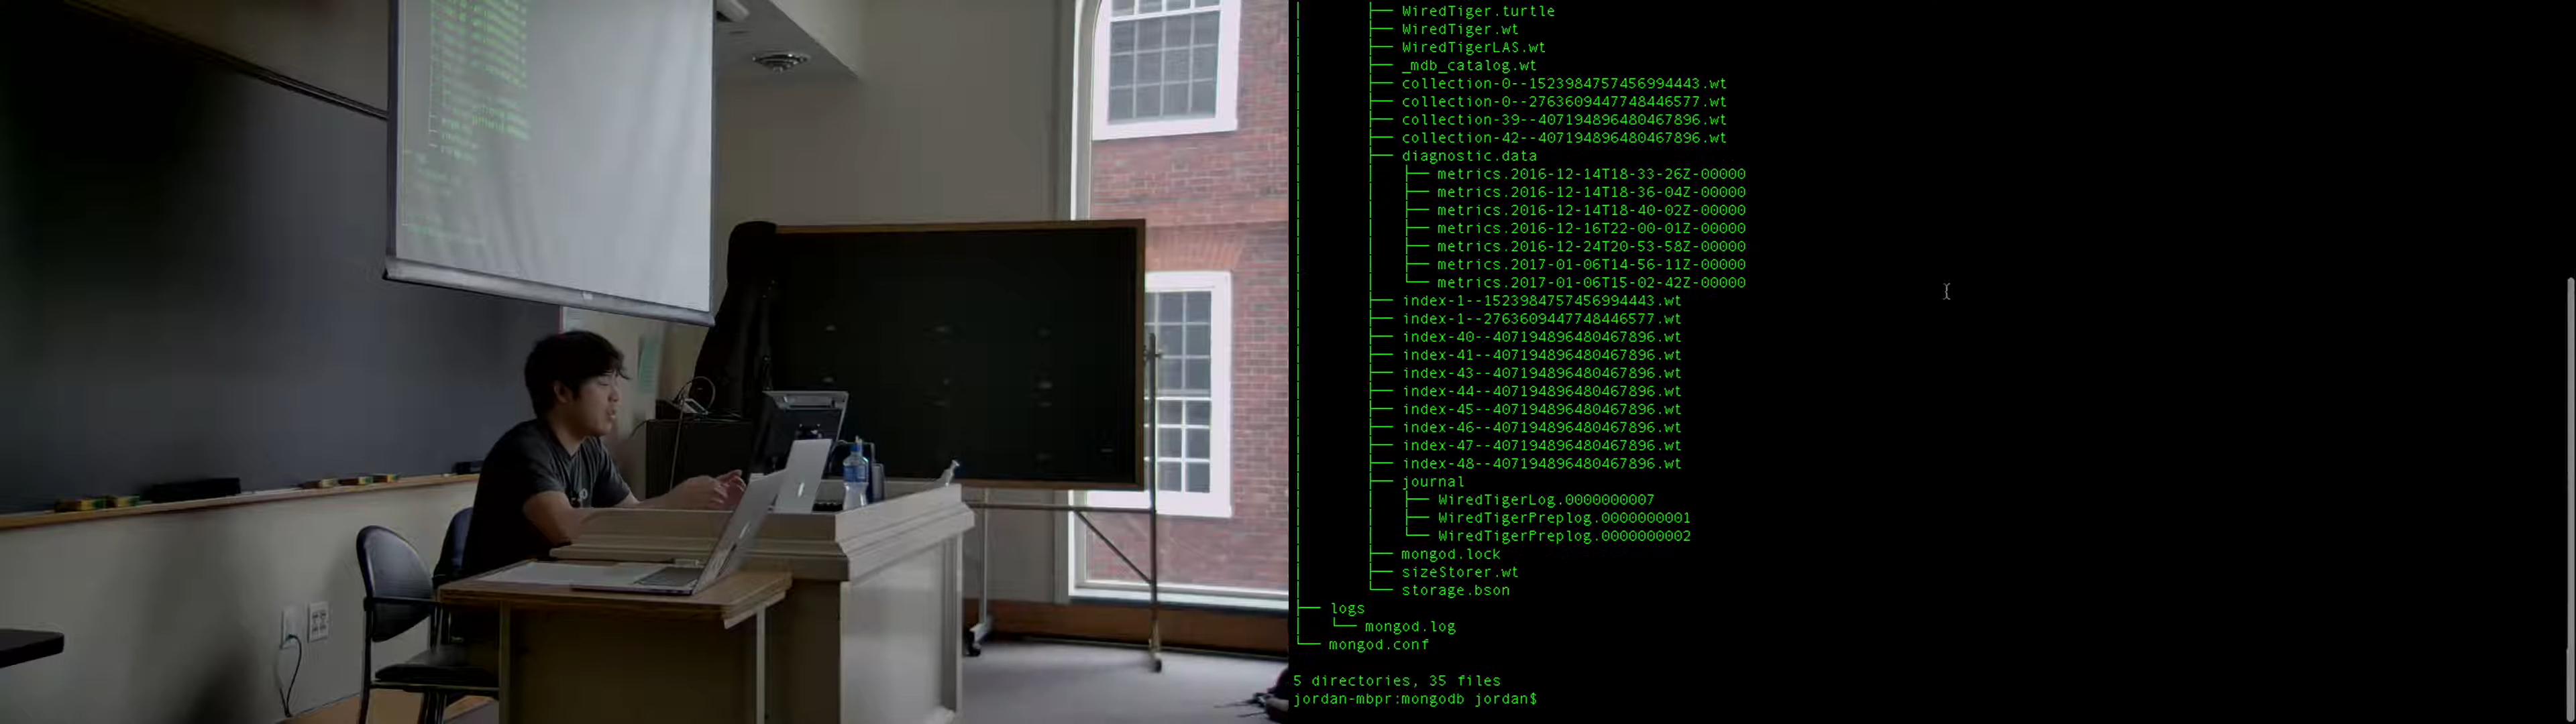 ├── WiredTiger.turtle
├── WiredTiger.wt
├── WiredTigerLAS.wt
├── _mdb_catalog.wt
├── collection-0--1523984757456994443.wt
├── collection-0--2763609447748446577.wt
├── collection-39--407194896480467896.wt
├── collection-42--407194896480467896.wt
├── diagnostic.data
│   ├── metrics.2016-12-14T18-33-26Z-00000
│   ├── metrics.2016-12-14T18-36-04Z-00000
│   ├── metrics.2016-12-14T18-40-02Z-00000
│   ├── metrics.2016-12-16T22-00-01Z-00000
│   ├── metrics.2016-12-24T20-53-58Z-00000
│   ├── metrics.2017-01-06T14-56-11Z-00000
│   └── metrics.2017-01-06T15-02-42Z-00000
├── index-1--1523984757456994443.wt
├── index-1--2763609447748446577.wt
├── index-40--407194896480467896.wt
├── index-41--407194896480467896.wt
├── index-43--407194896480467896.wt
├── index-44--407194896480467896.wt
├── index-45--407194896480467896.wt
├── index-46--407194896480467896.wt
├── index-47--407194896480467896.wt
├── index-48--407194896480467896.wt
├── journal
│   ├── WiredTigerLog.0000000007
│   ├── WiredTigerPreplog.0000000001
│   └── WiredTigerPreplog.0000000002
├── mongod.lock
├── sizeStorer.wt
└── storage.bson
├── logs
│   └── mongod.log
└── mongod.conf
5 directories, 35 files
jordan-mbpr:mongodb jordan$